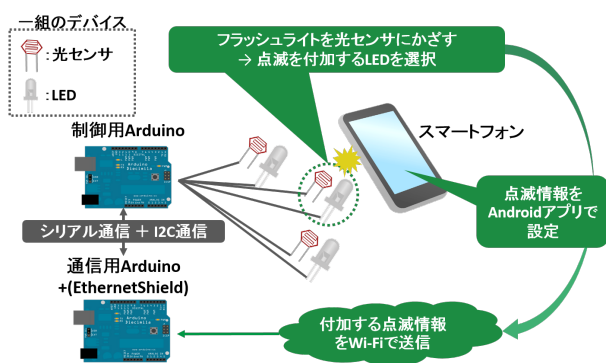 一組のデバイス
:光センサ
:LED
フラッシュライトを光センサにかざす
→ 点滅を付加するLEDを選択
制御用Arduino
スマートフォン
点滅情報を
Androidアプリで
設定
シリアル通信 + I2C通信
通信用Arduino
+(EthernetShield)
付加する点滅情報
をWi-Fiで送信